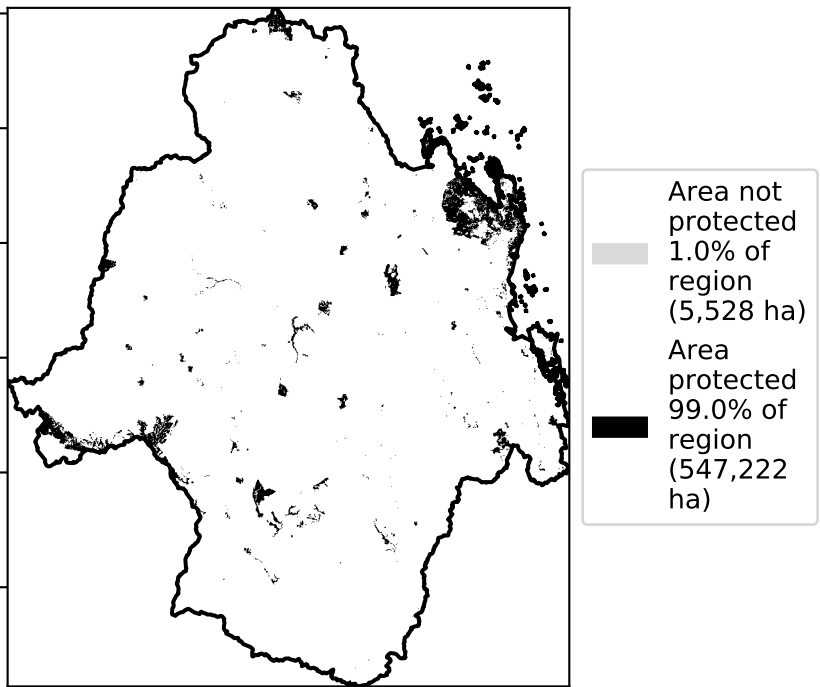 Area not
protected
1.0% of
region
(5,528 ha)
Area
protected
99.0% of
region
(547,222
ha)